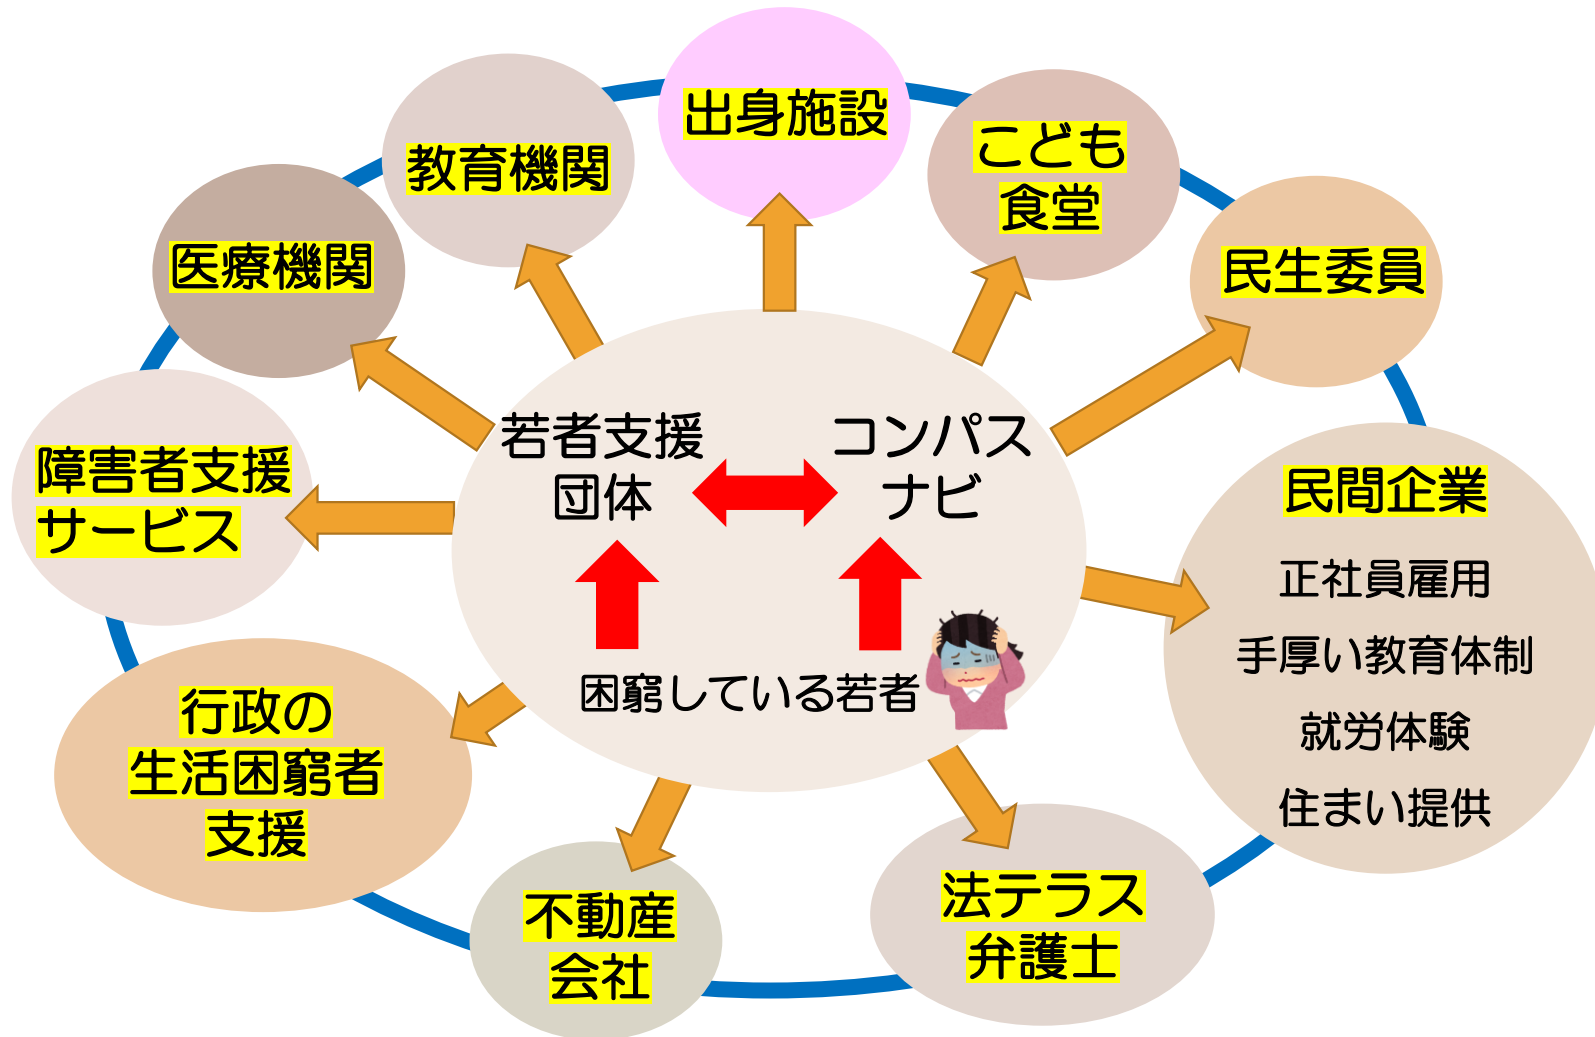 出身施設
教育機関
こども
食堂
医療機関
民生委員
若者支援
団体
コンパス
ナビ
障害者支援
サービス
民間企業
正社員雇用
手厚い教育体制
就労体験
住まい提供
困窮している若者
行政の
生活困窮者
支援
不動産
会社
法テラス
弁護士